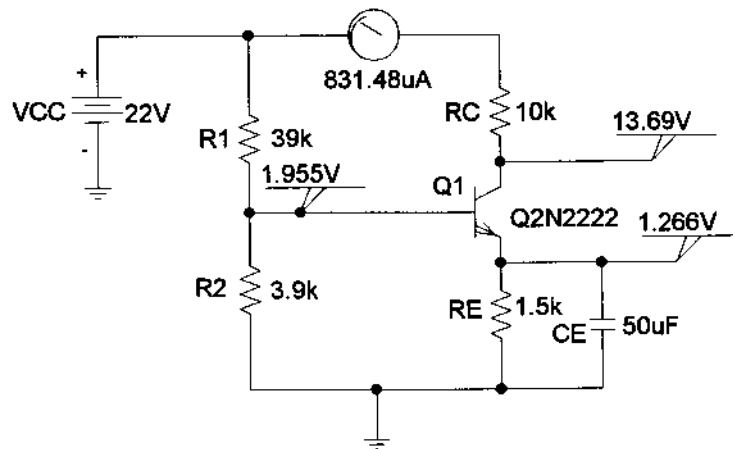 831.48uA
+
VCC
22V
-
R1
39k
RC
10k
13.69V
1.955V
Q1
Q2N2222
1.266V
R2
3.9k
RE
1.5k
CE
50uF